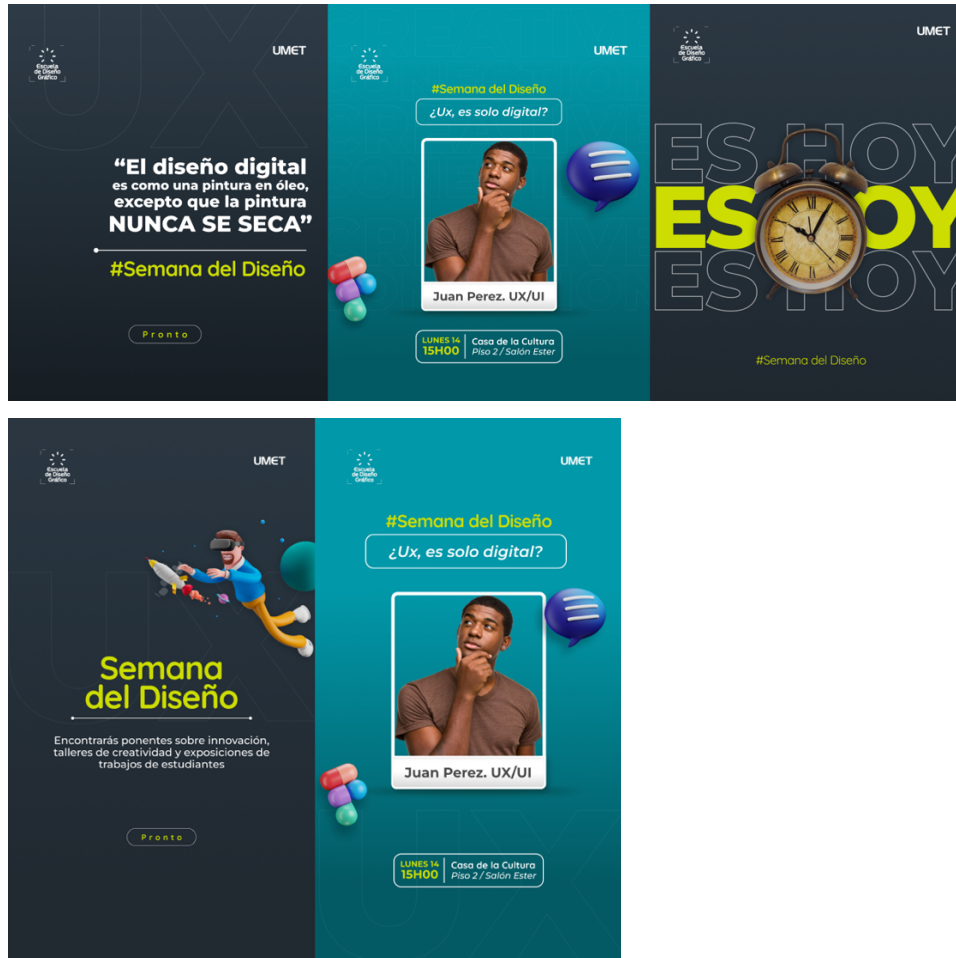 Escuela
de Diseño
Gráfico
UMET
“El diseño digital
es como una pintura en óleo,
excepto que la pintura
NUNCA SE SECA”
#Semana del Diseño
Pronto
Escuela
de Diseño
Gráfico
UMET
#Semana del Diseño
¿Ux, es solo digital?
Juan Perez. UX/UI
LUNES 14
15H00
Casa de la Cultura
Piso 2 / Salón Ester
Escuela
de Diseño
Gráfico
UMET
ES HOY
ES HOY
ES HOY
#Semana del Diseño
Escuela
de Diseño
Gráfico
UMET
Semana
del Diseño
Encontrarás ponentes sobre innovación,
talleres de creatividad y exposiciones de
trabajos de estudiantes
Pronto
Escuela
de Diseño
Gráfico
UMET
#Semana del Diseño
¿Ux, es solo digital?
Juan Perez. UX/UI
LUNES 14
15H00
Casa de la Cultura
Piso 2 / Salón Ester